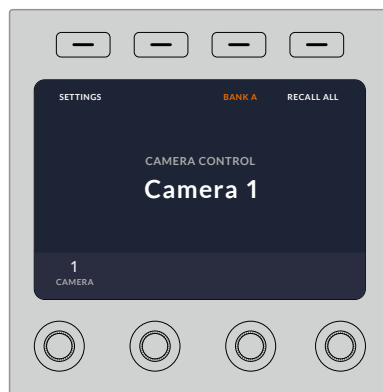 SETTINGS BANK A RECALL ALL
CAMERA CONTROL
Camera 1
1
CAMERA